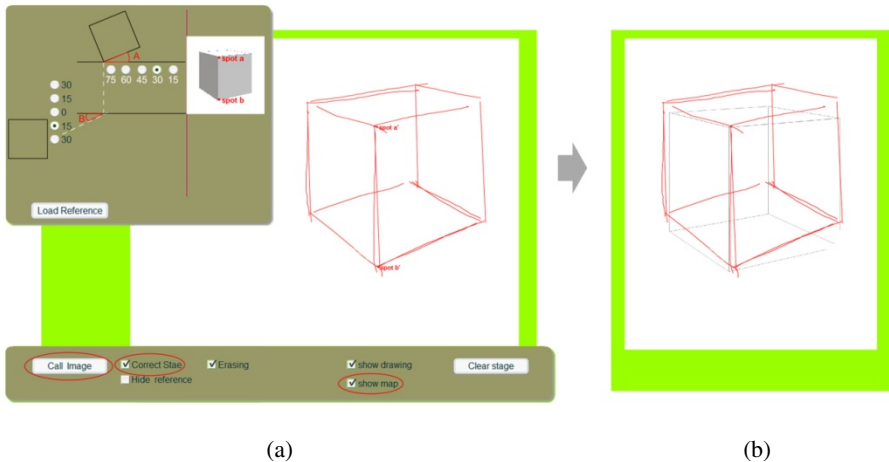 A
spot a
75 60 45 30 15
30
15
0
B
15
30
spot b
Load Reference
spot a'
spot b'
Call Image
Correct Stae
Erasing
show drawing
Clear stage
Hide reference
show map
(a)
(b)